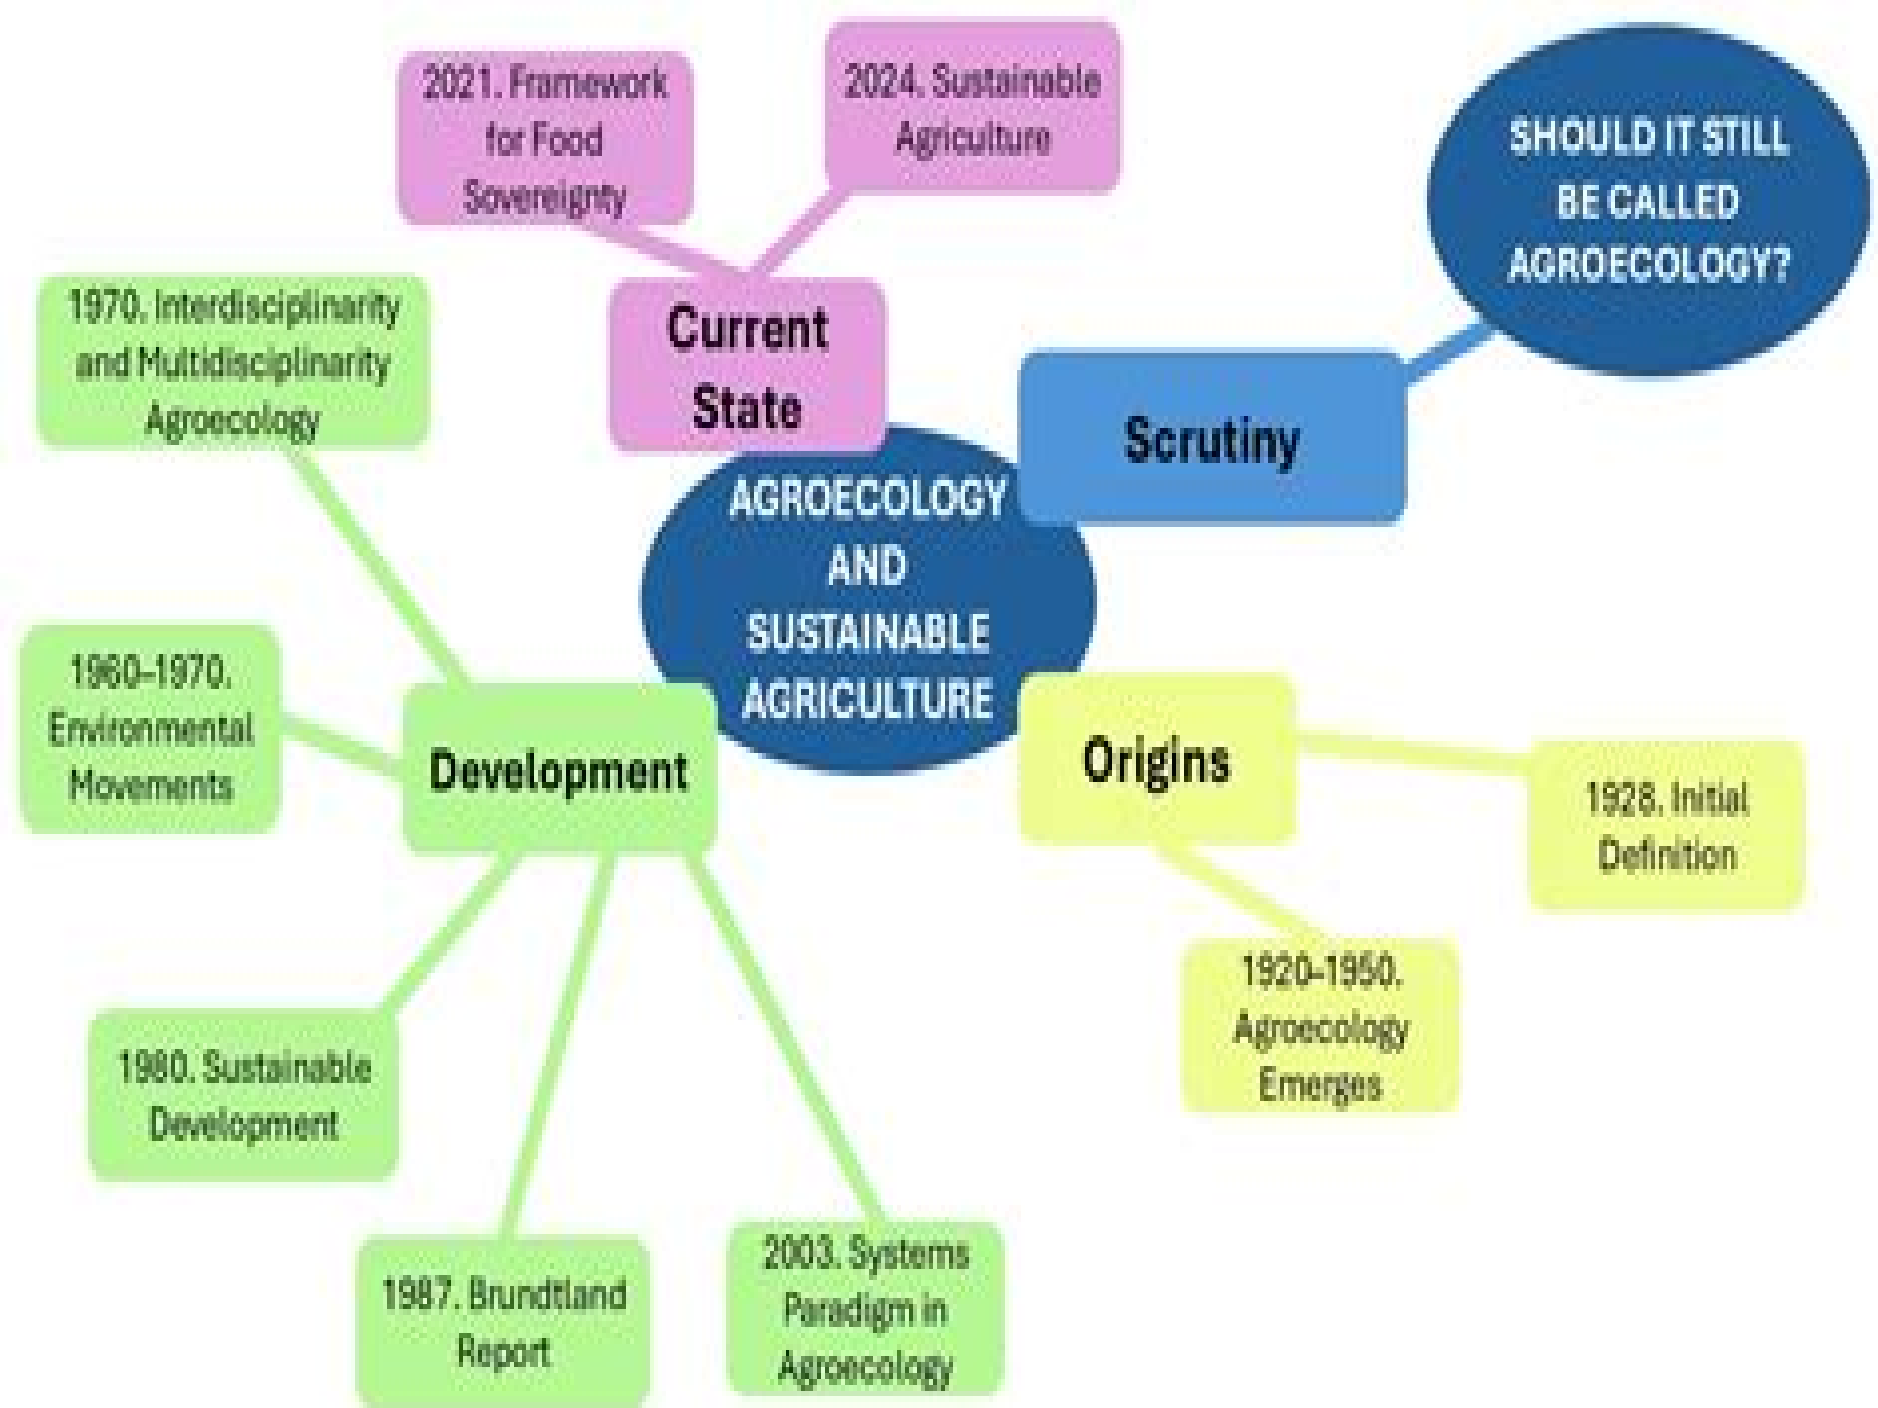 2021. Framework
for Food
Sovereignty
2024. Sustainable
Agriculture
SHOULD IT STILL
BE CALLED
AGROECOLOGY?
1970. Interdisciplinarity
and Multidisciplinarity
Agroecology
Current
State
Scrutiny
AGROECOLOGY
AND
SUSTAINABLE
AGRICULTURE
1960-1970.
Environmental
Movements
Development
Origins
1928. Initial
Definition
1920-1950.
Agroecology
Emerges
1980. Sustainable
Development
1987. Brundtland
Report
2003. Systems
Paradigm in
Agroecology